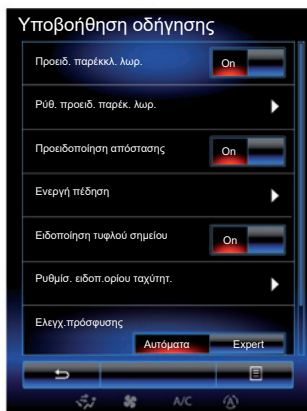 Υποβοήθηση οδήγησης
Προειδ. παρέκκλ. λωρ.
On
Ρύθ. προειδ. παρέκ. λωρ.
Προειδοποίηση απόστασης
On
Ενεργή πέδηση
Ειδοποίηση τυφλού σημείου
On
Ρυθμίσ. ειδοπ.ορίου ταχύτητ.
Ελεγχ.πρόσφυσης
Αυτόματα Expert
A/C